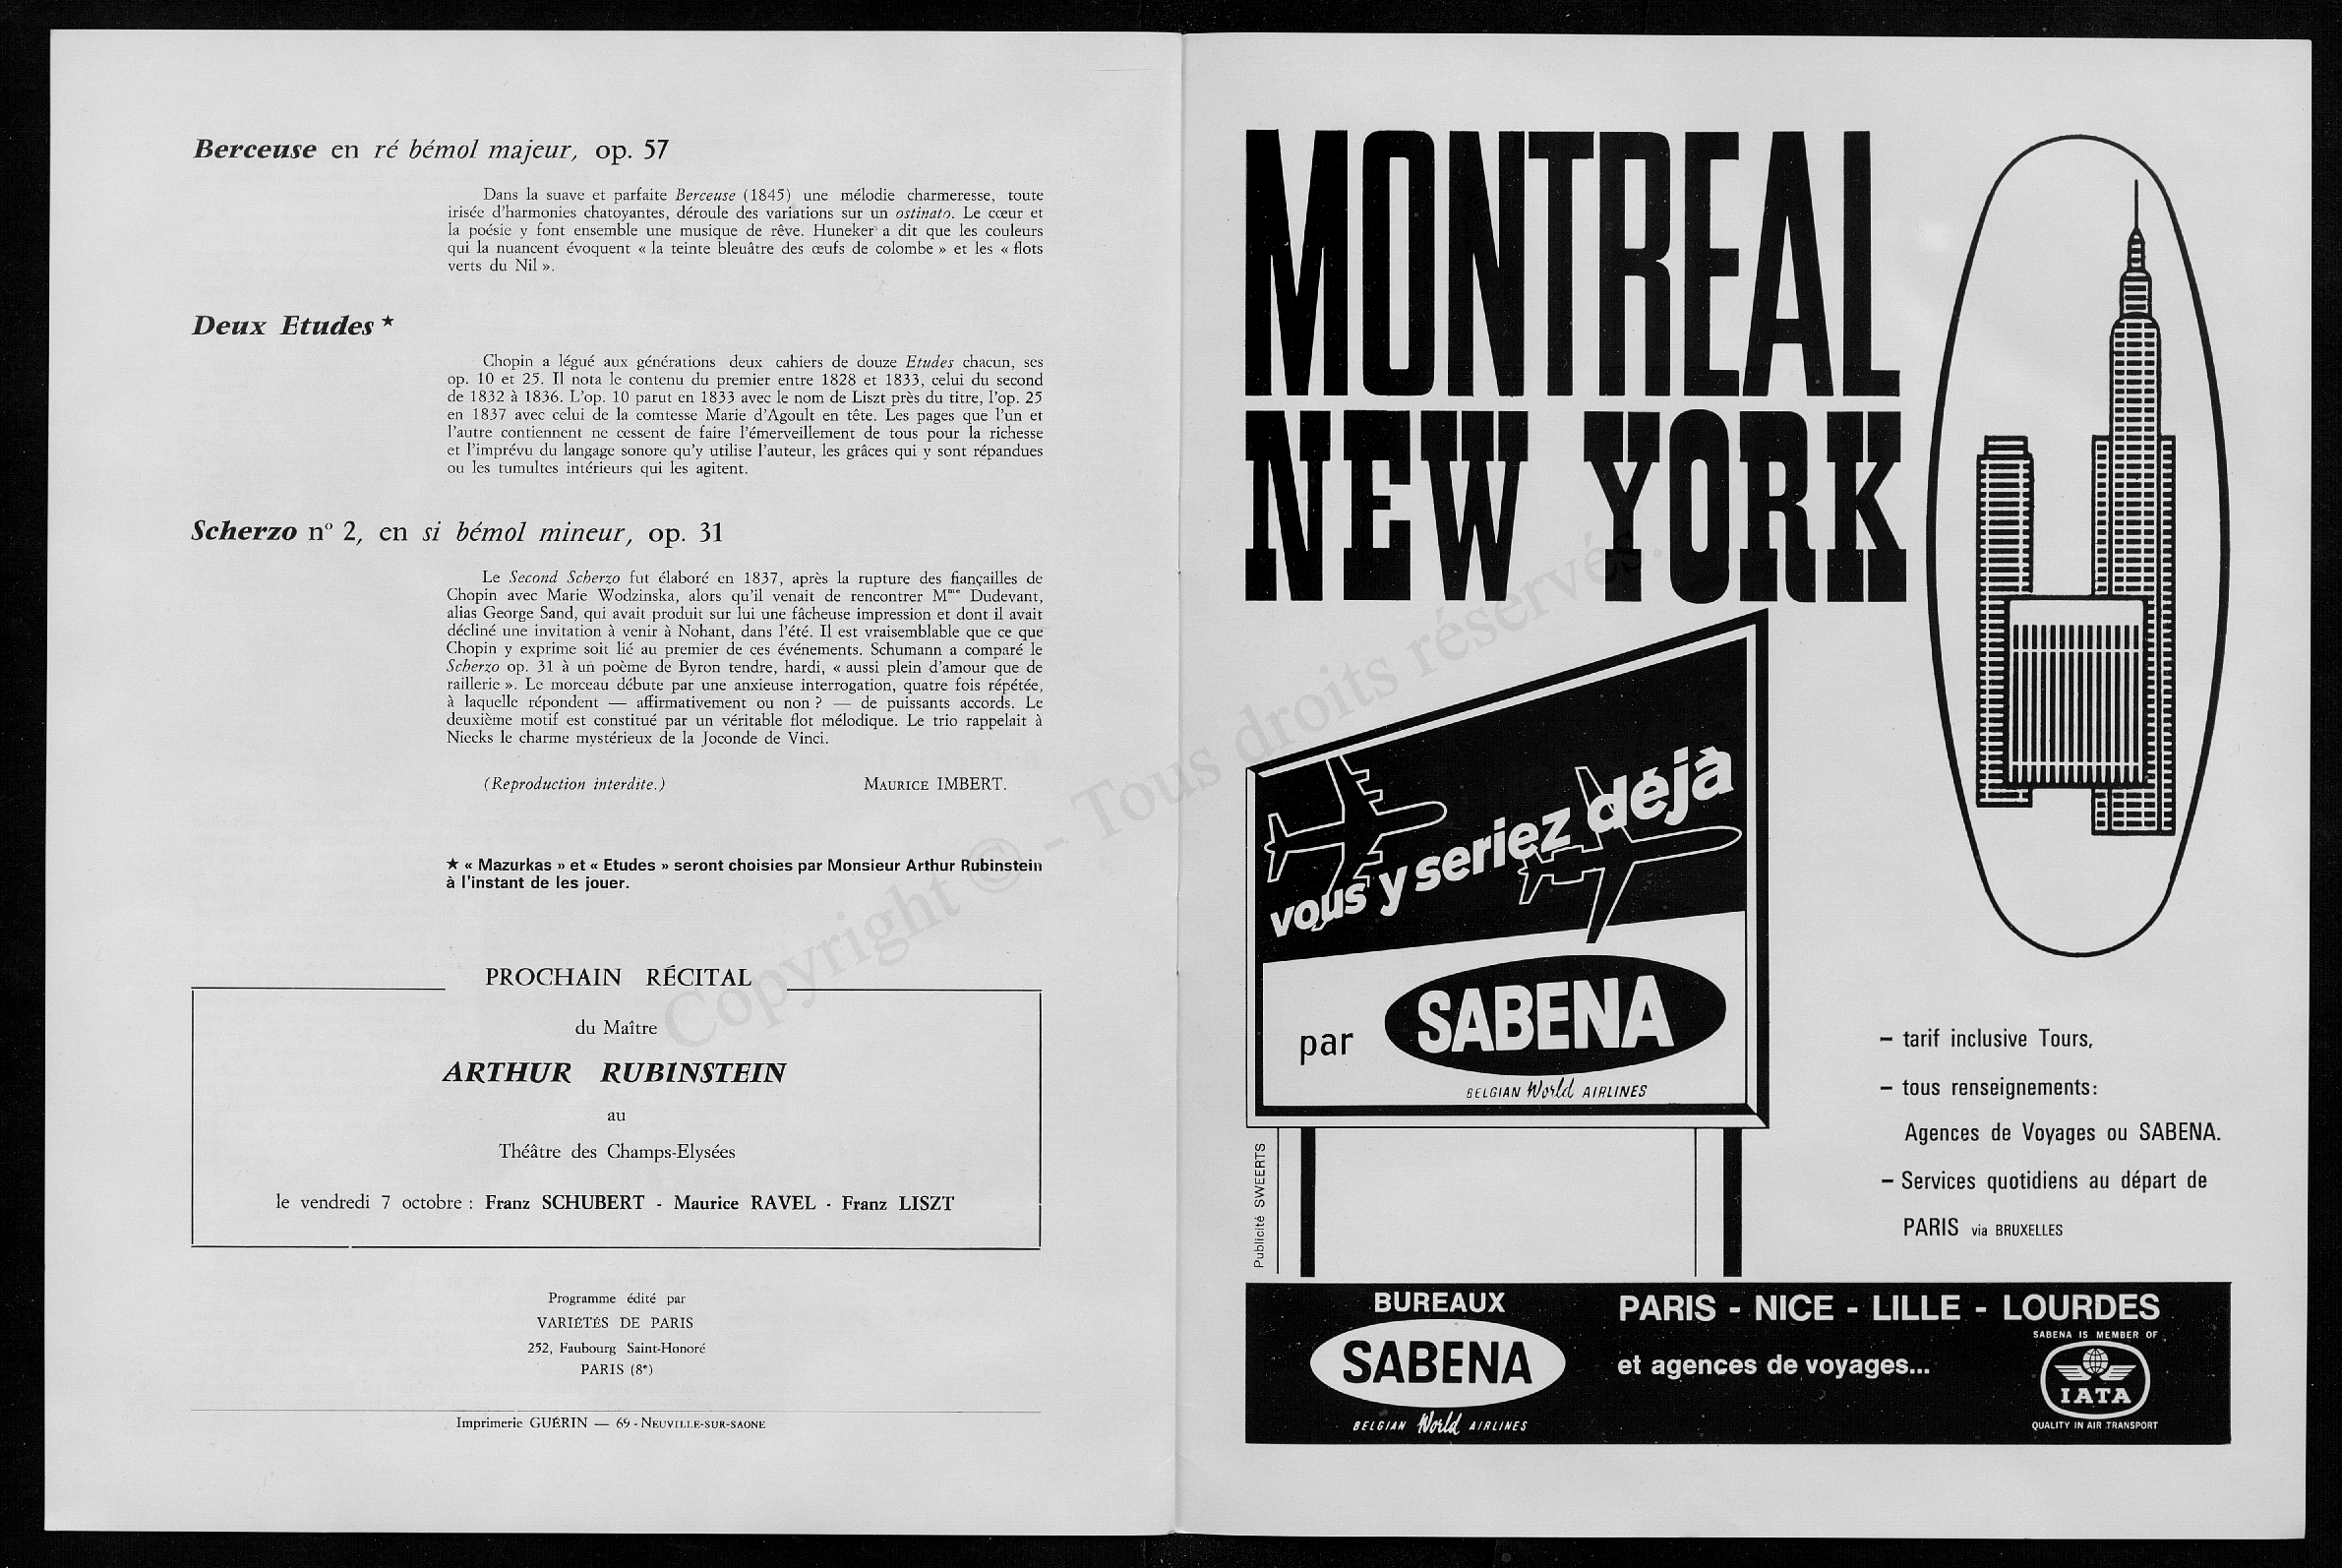 Berceuse en ré bémol majeur, op. 57
Dans la suave et parfaite Berceuse (1845) une mélodie charmeresse, toute
irisée d'harmonies chatoyantes, déroule des variations sur un ostinato. Le cœur et
la poésie y font ensemble une musique de rêve. Huneker a dit que les couleurs
qui la nuancent évoquent « la teinte bleuâtre des œufs de colombe » et les « flots
verts du Nil ».
Deux Etudes ★
Chopin a légué aux générations deux cahiers de douze Etudes chacun, ses
op. 10 et 25. Il nota le contenu du premier entre 1828 et 1833, celui du second
de 1832 à 1836. L'op. 10 parut en 1833 avec le nom de Liszt près du titre, l'op. 25
en 1837 avec celui de la comtesse Marie d'Agoult en tête. Les pages que l'un et
l'autre contiennent ne cessent de faire l'émerveillement de tous pour la richesse
et l'imprévu du langage sonore qu'y utilise l'auteur, les grâces qui y sont répandues
ou les tumultes intérieurs qui les agitent.
Scherzo n° 2, en si bémol mineur, op. 31
Le Second Scherzo fut élaboré en 1837, après la rupture des fiançailles de
Chopin avec Marie Wodzinska, alors qu'il venait de rencontrer Mme Dudevant,
alias George Sand, qui avait produit sur lui une fâcheuse impression et dont il avait
décliné une invitation à venir à Nohant, dans l'été. Il est vraisemblable que ce que
Chopin y exprime soit lié au premier de ces événements. Schumann a comparé le
Scherzo op. 31 à un poème de Byron tendre, hardi, « aussi plein d'amour que de
raillerie ». Le morceau débute par une anxieuse interrogation, quatre fois répétée,
à laquelle répondent — affirmativement ou non ? — de puissants accords. Le
deuxième motif est constitué par un véritable flot mélodique. Le trio rappelait à
Niecks le charme mystérieux de la Joconde de Vinci.
(Reproduction interdite.) MAURICE IMBERT.
★ « Mazurkas » et « Etudes » seront choisies par Monsieur Arthur Rubinstein
à l'instant de les jouer.
PROCHAIN RÉCITAL
du Maître
ARTHUR RUBINSTEIN
au
Théâtre des Champs-Elysées
le vendredi 7 octobre : Franz SCHUBERT - Maurice RAVEL - Franz LISZT
Programme édité par
VARIÉTÉS DE PARIS
252, Faubourg Saint-Honoré
PARIS (8e)
Imprimerie GUÉRIN — 69 - NEUVILLE-SUR-SAONE
MONTREAL
NEW YORK
vous y seriez déjà
par SABENA
BELGIAN World AIRLINES
– tarif inclusive Tours,
– tous renseignements:
Agences de Voyages ou SABENA.
– Services quotidiens au départ de
PARIS via BRUXELLES
Publicité SWEERTS
BUREAUX
SABENA
BELGIAN World AIRLINES
PARIS - NICE - LILLE - LOURDES
et agences de voyages...
SABENA IS MEMBER OF
IATA
QUALITY IN AIR TRANSPORT
Copyright © - Tous droits réservés.